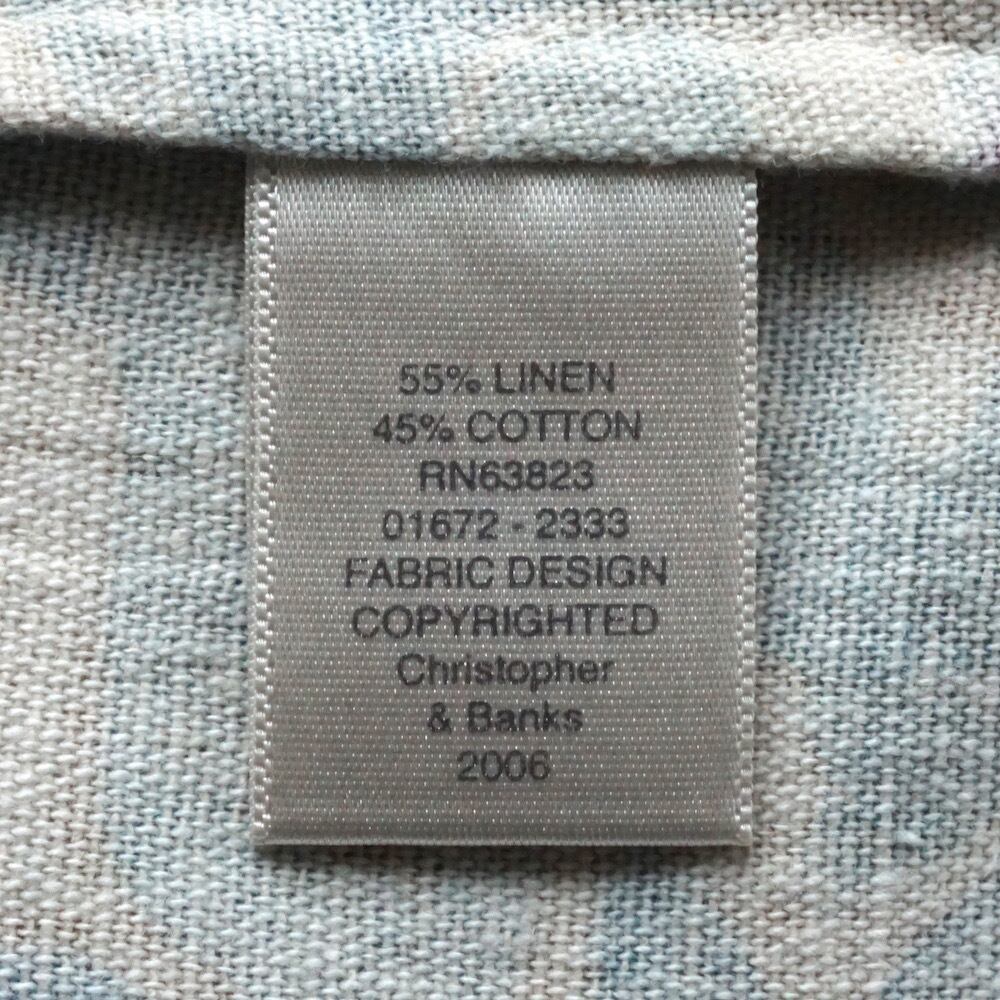 55% LINEN
45% COTTON
RN63823
01672 - 2333
FABRIC DESIGN
COPYRIGHTED
Christopher
& Banks
2006